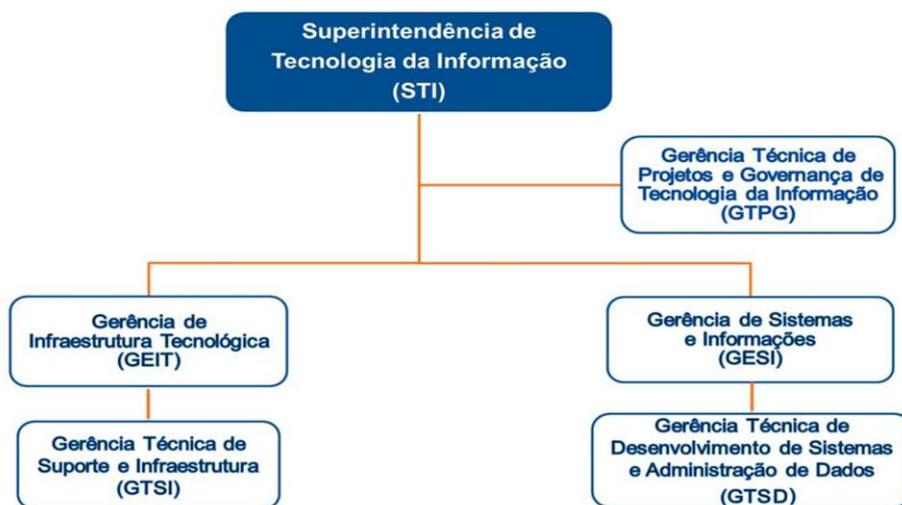 Superintendência de
Tecnologia da Informação
(STI)
Gerência Técnica de
Projetos e Governança de
Tecnologia da Informação
(GTPG)
Gerência de
Infraestrutura Tecnológica
(GEIT)
Gerência de Sistemas
e Informações
(GESI)
Gerência Técnica de
Suporte e Infraestrutura
(GTSI)
Gerência Técnica de
Desenvolvimento de Sistemas
e Administração de Dados
(GTSD)